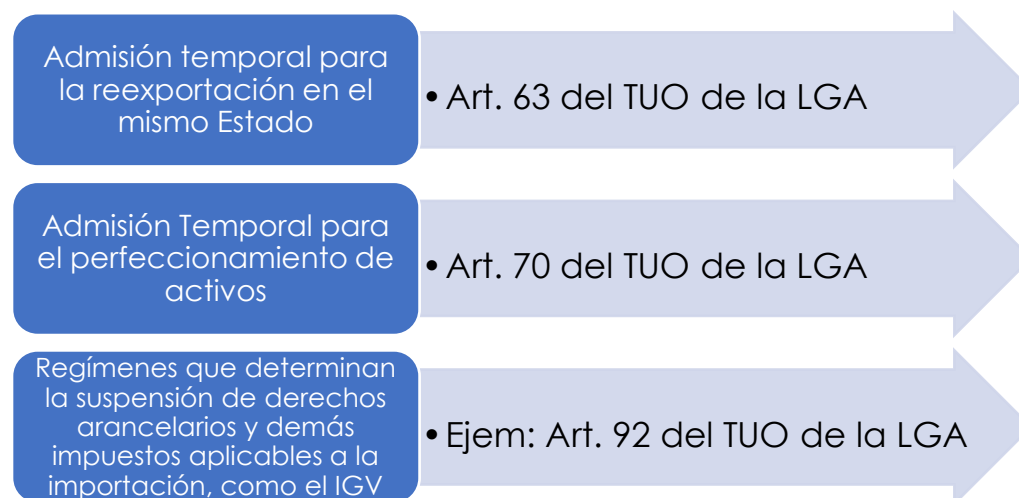 Admisión temporal para
la reexportación en el
mismo Estado
• Art. 63 del TUO de la LGA
Admisión Temporal para
el perfeccionamiento de
activos
• Art. 70 del TUO de la LGA
Regímenes que determinan
la suspensión de derechos
arancelarios y demás
impuestos aplicables a la
importación, como el IGV
• Ejem: Art. 92 del TUO de la LGA